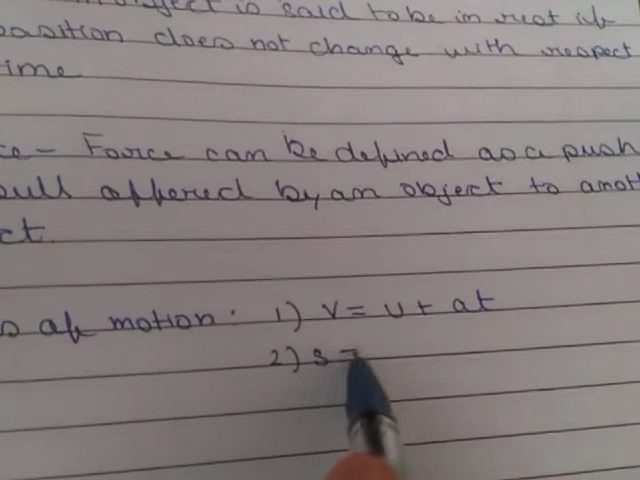 object is said to be in rest if
position does not change with respect
time
ce - Force can be defined as a push
pull offered by an object to anoth
ct.
s of motion: 1) v = u + at
2) s =